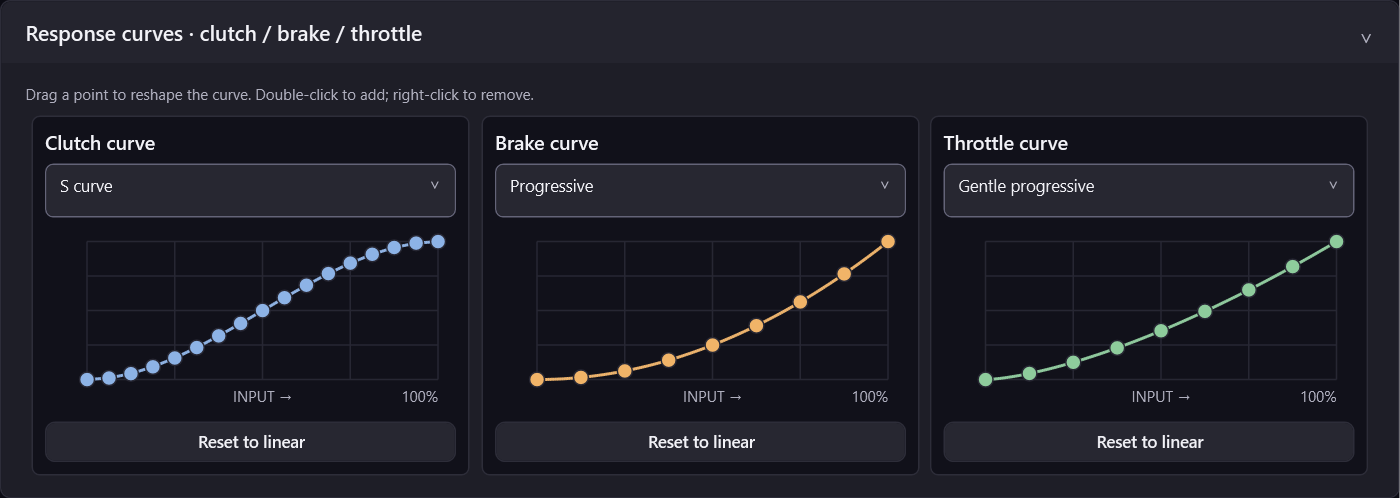 Response curves · clutch / brake / throttle
Drag a point to reshape the curve. Double-click to add; right-click to remove.
Clutch curve
S curve
INPUT →
100%
Reset to linear
Brake curve
Progressive
INPUT →
100%
Reset to linear
Throttle curve
Gentle progressive
INPUT →
100%
Reset to linear